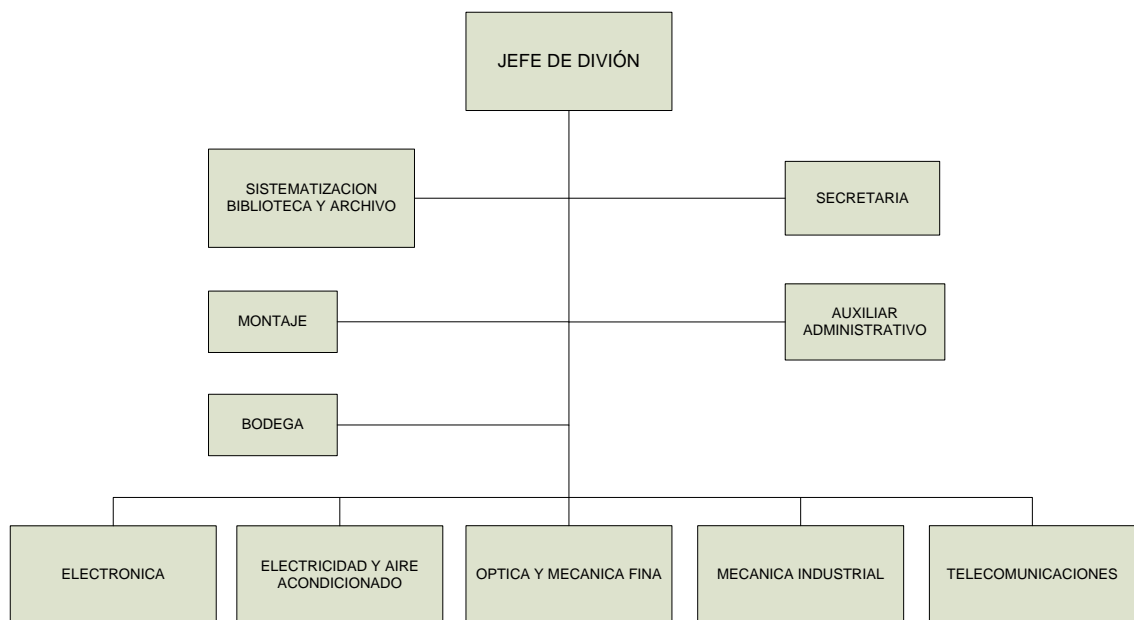 JEFE DE DIVIÓN
SISTEMATIZACION
BIBLIOTECA Y ARCHIVO
SECRETARIA
MONTAJE
AUXILIAR
ADMINISTRATIVO
BODEGA
ELECTRONICA
ELECTRICIDAD Y AIRE
ACONDICIONADO
OPTICA Y MECANICA FINA
MECANICA INDUSTRIAL
TELECOMUNICACIONES